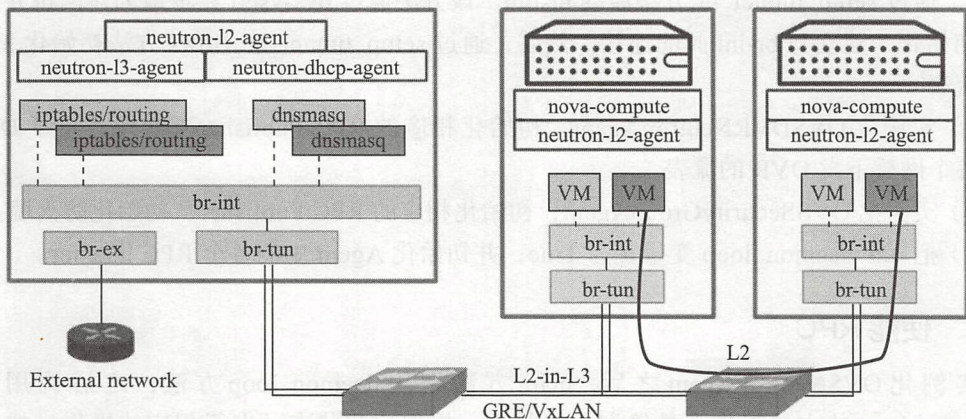 neutron-l2-agent
neutron-l3-agent
neutron-dhcp-agent
iptables/routing
iptables/routing
dnsmasq
dnsmasq
br-int
br-ex
br-tun
External network
nova-compute
neutron-l2-agent
VM
VM
br-int
br-tun
nova-compute
neutron-l2-agent
VM
VM
br-int
br-tun
L2
L2-in-L3
GRE/VxLAN